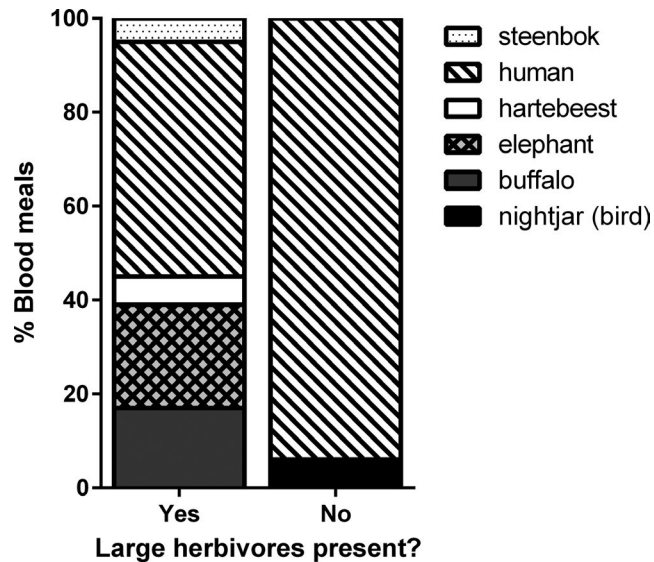 100
80
60
40
20
0
% Blood meals
Yes
No
Large herbivores present?
steenbok
human
hartebeest
elephant
buffalo
nightjar (bird)